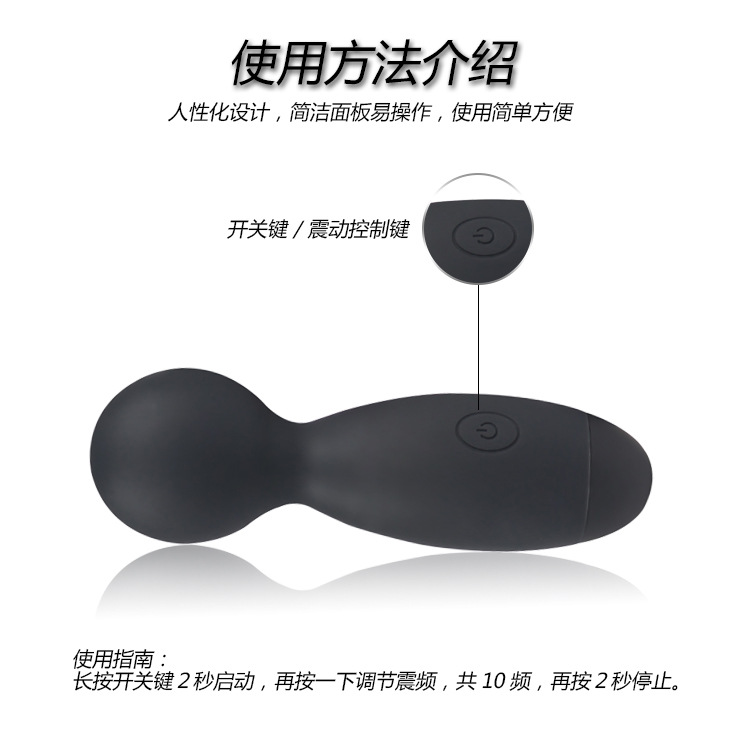 使用方法介绍
人性化设计，简洁面板易操作，使用简单方便
开关键 / 震动控制键
使用指南：
长按开关键 2 秒启动，再按一下调节震频，共 10 频，再按 2 秒停止。